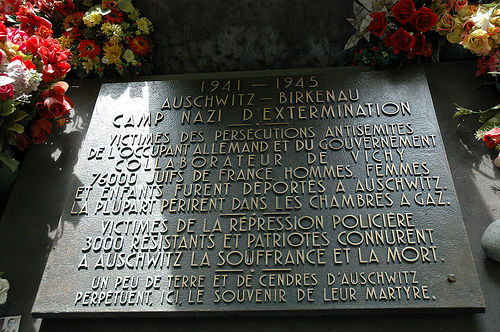 1941 – 1945
AUSCHWITZ – BIRKENAU
CAMP NAZI D'EXTERMINATION
VICTIMES DES PERSÉCUTIONS ANTISÉMITES
DE L'OCCUPANT ALLEMAND ET DU GOUVERNEMENT
COLLABORATEUR DE VICHY
76000 JUIFS DE FRANCE HOMMES, FEMMES
ET ENFANTS FURENT DÉPORTÉS A AUSCHWITZ.
LA PLUPART PÉRIRENT DANS LES CHAMBRES A GAZ.
VICTIMES DE LA RÉPRESSION POLICIÈRE
3000 RÉSISTANTS ET PATRIOTES CONNURENT
A AUSCHWITZ LA SOUFFRANCE ET LA MORT.
UN PEU DE TERRE ET DE CENDRES D'AUSCHWITZ
PERPÉTUENT, ICI, LE SOUVENIR DE LEUR MARTYRE.